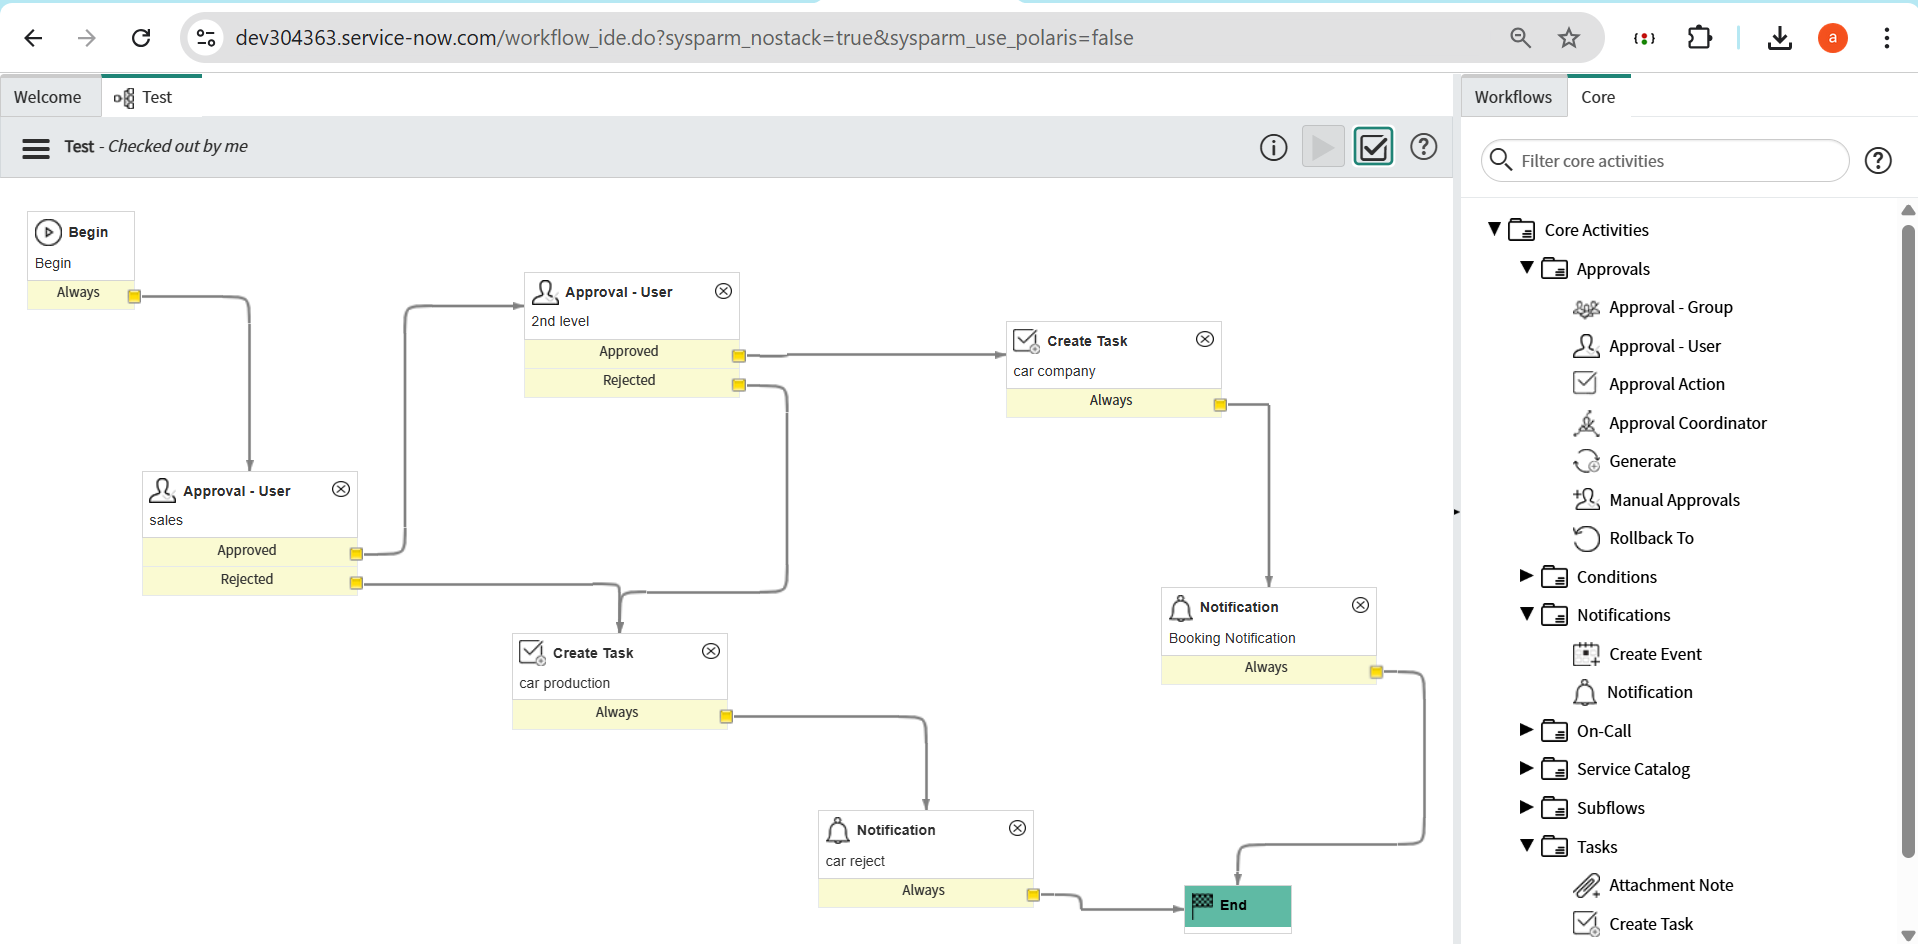 dev304363.service-now.com/workflow_ide.do?sysparm_nostack=true&sysparm_use_polaris=false
a
Welcome
Test
Workflows
Core
Test - Checked out by me
Filter core activities
Begin
Begin
Always
Approval - User
2nd level
Approved
Rejected
Create Task
car company
Always
Approval - User
sales
Approved
Rejected
Create Task
car production
Always
Notification
Booking Notification
Always
Notification
car reject
Always
End
Core Activities
Approvals
Approval - Group
Approval - User
Approval Action
Approval Coordinator
Generate
Manual Approvals
Rollback To
Conditions
Notifications
Create Event
Notification
On-Call
Service Catalog
Subflows
Tasks
Attachment Note
Create Task